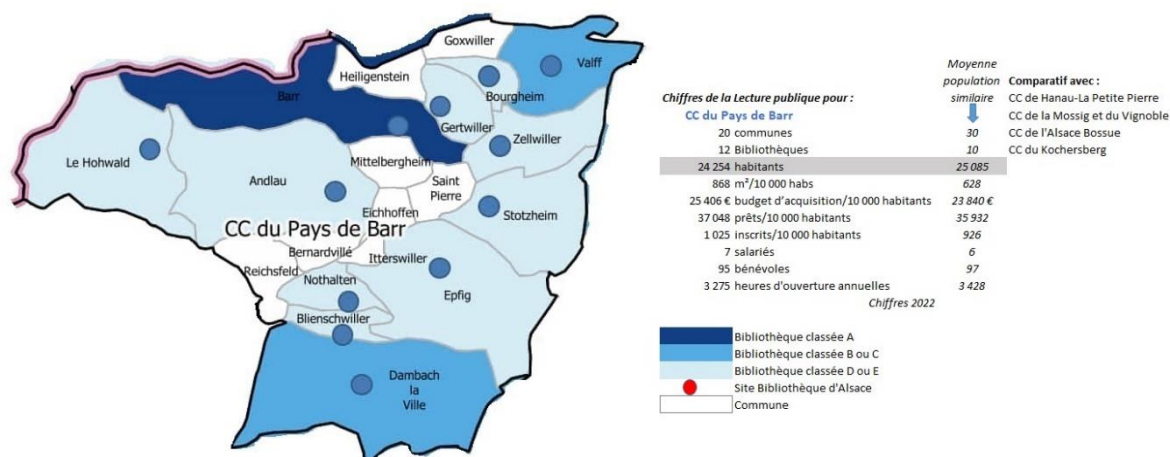 Goxwiller
Valff
Heiligenstein
Barr
Bourgheim
Gertwiller
Zellwiller
Le Hohwald
Mittelbergheim
Andlau
Saint
Pierre
Stotzheim
Eichhoffen
CC du Pays de Barr
Bernardvillé
Itterswiller
Reichsfeld
Nothalten
Epfig
Blienschwiller
Dambach
la
Ville
Moyenne
population
similaire
Comparatif avec :
CC de Hanau-La Petite Pierre
CC de la Mossig et du Vignoble
CC de l'Alsace Bossue
CC du Kochersberg
Chiffres de la Lecture publique pour :
CC du Pays de Barr
20 communes 30
12 Bibliothèques 10
24 254 habitants 25 085
868 m²/10 000 habs 628
25 406 € budget d'acquisition/10 000 habitants 23 840 €
37 048 prêts/10 000 habitants 35 932
1 025 inscrits/10 000 habitants 926
7 salariés 6
95 bénévoles 97
3 275 heures d'ouverture annuelles 3 428
Chiffres 2022
Bibliothèque classée A
Bibliothèque classée B ou C
Bibliothèque classée D ou E
Site Bibliothèque d'Alsace
Commune